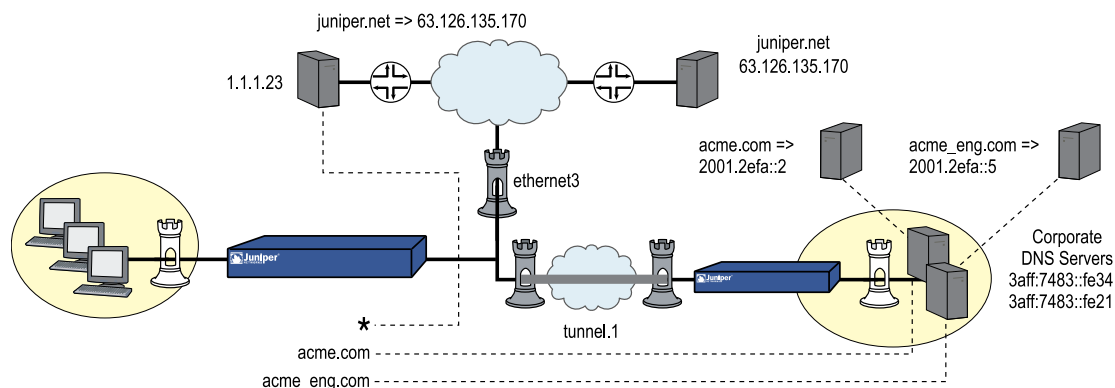 juniper.net => 63.126.135.170
juniper.net
63.126.135.170
1.1.1.23
acme.com =>
2001.2efa::2
acme_eng.com =>
2001.2efa::5
ethernet3
Juniper
NETWORKS
Juniper
NETWORKS
Corporate
DNS Servers
3aff:7483::fe34
3aff:7483::fe21
tunnel.1
*
acme.com
acme_eng.com